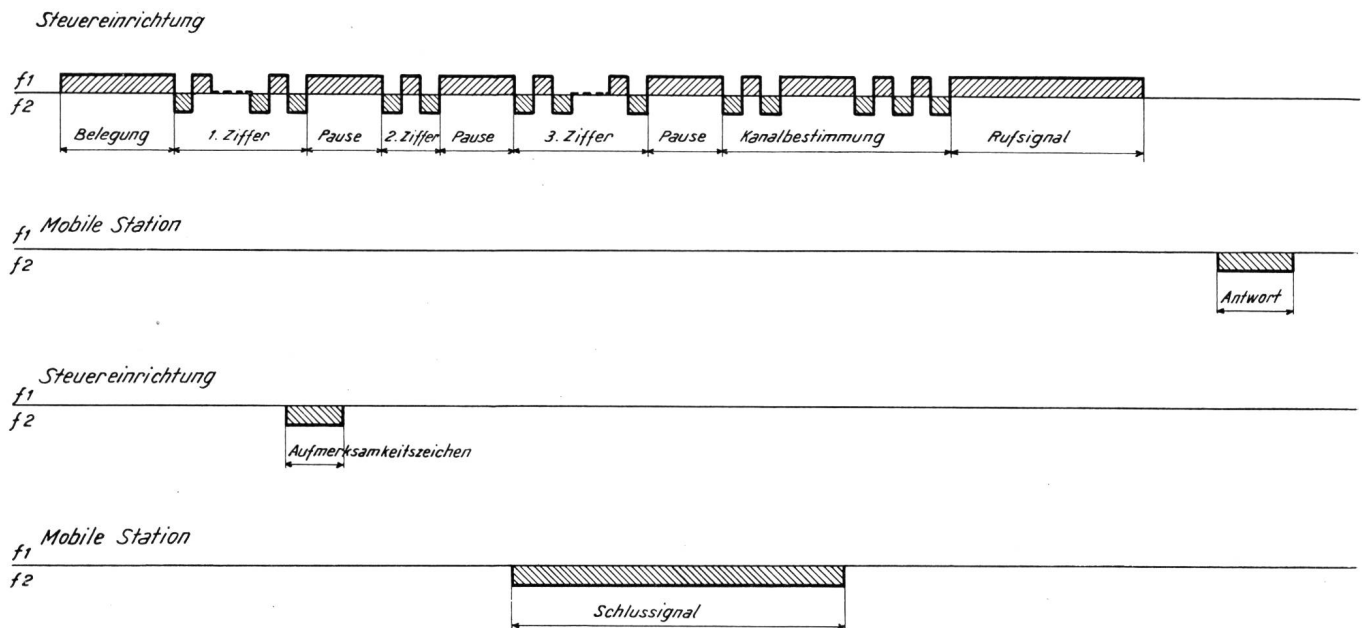 Steuereinrichtung
f1
f2
Belegung 1. Ziffer Pause 2. Ziffer Pause 3. Ziffer Pause Kanalbestimmung Rufsignal
f1 Mobile Station
f2
Antwort
Steuereinrichtung
f1
f2
Aufmerksamkeitszeichen
Mobile Station
f1
f2
Schlussignal